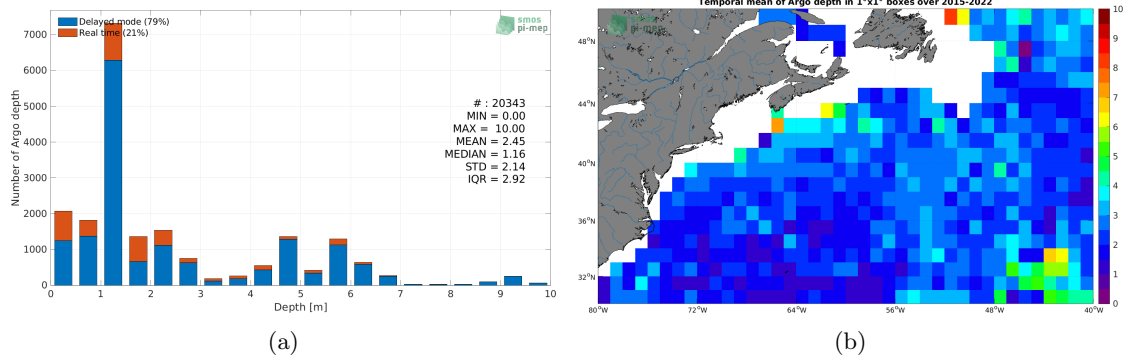 Delayed mode (79%)
Real time (21%)
smos
pi-mep
# : 20343
MIN = 0.00
MAX = 10.00
MEAN = 2.45
MEDIAN = 1.16
STD = 2.14
IQR = 2.92
Number of Argo depth
7000
6000
5000
4000
3000
2000
1000
0
0 1 2 3 4 5 6 7 8 9 10
Depth [m]
(a)
Temporal mean of Argo depth in 1°x1° boxes over 2015-2022
smos
pi-mep
48°N
44°N
40°N
36°N
32°N
80°W 72°W 64°W 56°W 48°W 40°W
10
9
8
7
6
5
4
3
2
1
0
(b)